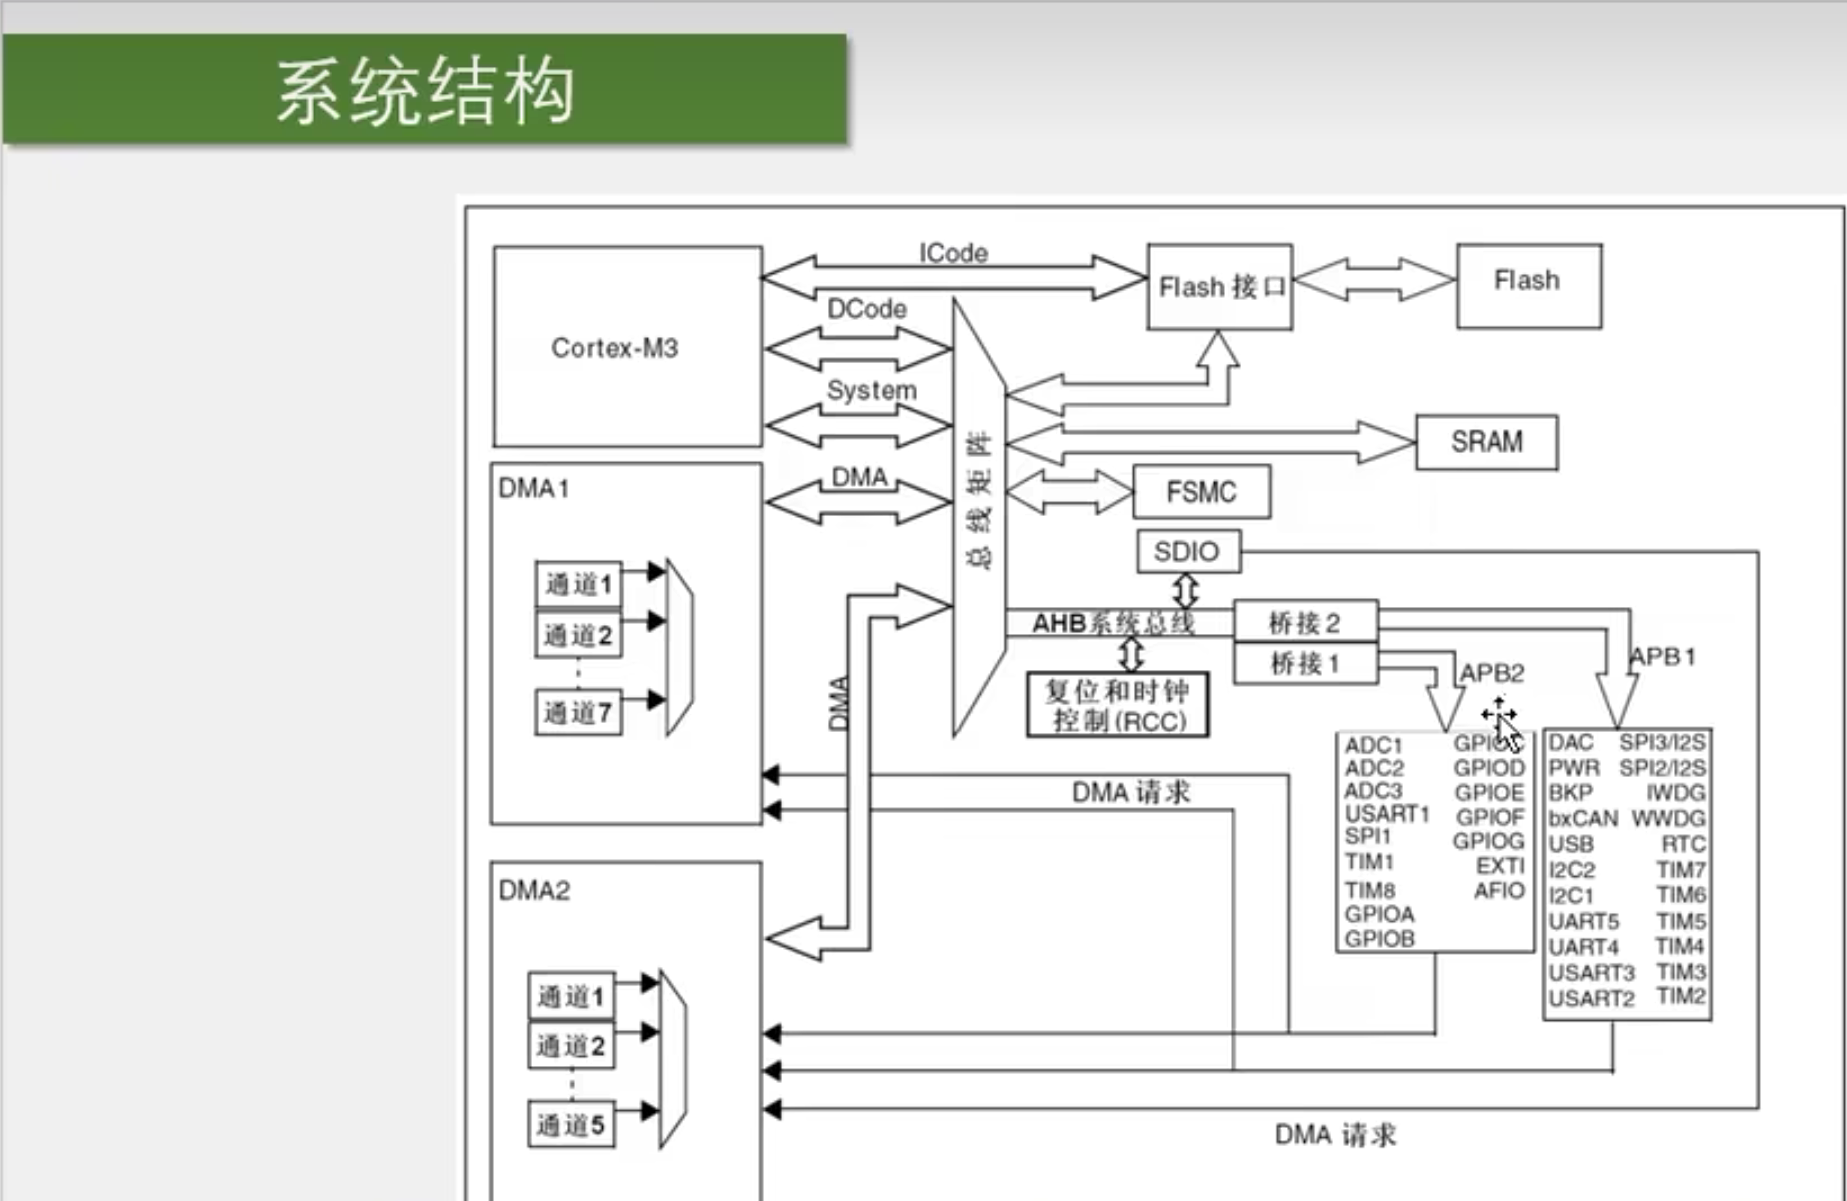 系统结构
ICode
Flash 接口
Flash
DCode
Cortex-M3
System
SRAM
DMA
FSMC
总线矩阵
DMA1
SDIO
通道1
通道2
通道7
AHB系统总线
桥接2
桥接1
APB2
APB1
复位和时钟
控制(RCC)
DMA
DMA 请求
ADC1
ADC2
ADC3
USART1
SPI1
TIM1
TIM8
GPIOA
GPIOB
GPIOC
GPIOD
GPIOE
GPIOF
GPIOG
EXTI
AFIO
DAC SPI3/I2S
PWR SPI2/I2S
BKP IWDG
bxCAN WWDG
USB RTC
I2C2 TIM7
I2C1 TIM6
UART5 TIM5
UART4 TIM4
USART3 TIM3
USART2 TIM2
DMA2
通道1
通道2
通道5
DMA 请求